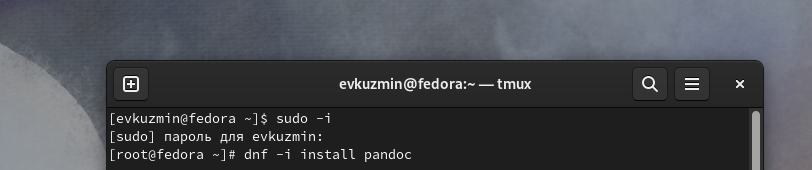 evkuzmin@fedora:~ — tmux
[evkuzmin@fedora ~]$ sudo -i
[sudo] пароль для evkuzmin:
[root@fedora ~]# dnf -i install pandoc